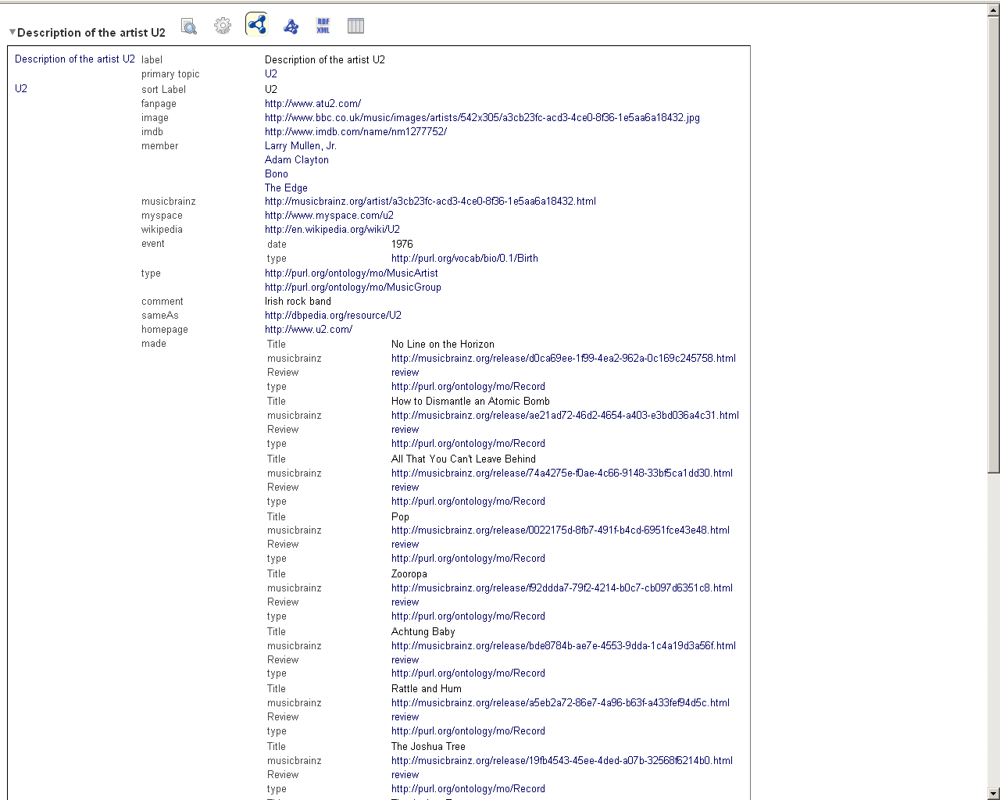 Description of the artist U2 RDF XML
Description of the artist U2 label Description of the artist U2
primary topic U2
U2 sort Label U2
fanpage http://www.atu2.com/
image http://www.bbc.co.uk/music/images/artists/542x305/a3cb23fc-acd3-4ce0-8f36-1e5aa6a18432.jpg
imdb http://www.imdb.com/name/nm1277752/
member Larry Mullen, Jr.
Adam Clayton
Bono
The Edge
musicbrainz http://musicbrainz.org/artist/a3cb23fc-acd3-4ce0-8f36-1e5aa6a18432.html
myspace http://www.myspace.com/u2
wikipedia http://en.wikipedia.org/wiki/U2
event date 1976
type http://purl.org/vocab/bio/0.1/Birth
type http://purl.org/ontology/mo/MusicArtist
http://purl.org/ontology/mo/MusicGroup
comment Irish rock band
sameAs http://dbpedia.org/resource/U2
homepage http://www.u2.com/
made Title No Line on the Horizon
musicbrainz http://musicbrainz.org/release/d0ca69ee-1f99-4ea2-962a-0c169c245758.html
Review review
type http://purl.org/ontology/mo/Record
Title How to Dismantle an Atomic Bomb
musicbrainz http://musicbrainz.org/release/ae21ad72-46d2-4654-a403-e3bd036a4c31.html
Review review
type http://purl.org/ontology/mo/Record
Title All That You Can't Leave Behind
musicbrainz http://musicbrainz.org/release/74a4275e-f0ae-4c66-9148-33bf5ca1dd30.html
Review review
type http://purl.org/ontology/mo/Record
Title Pop
musicbrainz http://musicbrainz.org/release/0022175d-8fb7-491f-b4cd-6951fce43e48.html
Review review
type http://purl.org/ontology/mo/Record
Title Zooropa
musicbrainz http://musicbrainz.org/release/f92ddda7-79f2-4214-b0c7-cb097d6351c8.html
Review review
type http://purl.org/ontology/mo/Record
Title Achtung Baby
musicbrainz http://musicbrainz.org/release/bde8784b-ae7e-4553-9dda-1c4a19d3a56f.html
Review review
type http://purl.org/ontology/mo/Record
Title Rattle and Hum
musicbrainz http://musicbrainz.org/release/a5eb2a72-86e7-4a96-b63f-a433fef94d5c.html
Review review
type http://purl.org/ontology/mo/Record
Title The Joshua Tree
musicbrainz http://musicbrainz.org/release/19fb4543-45ee-4ded-a07b-32568f6214b0.html
Review review
type http://purl.org/ontology/mo/Record